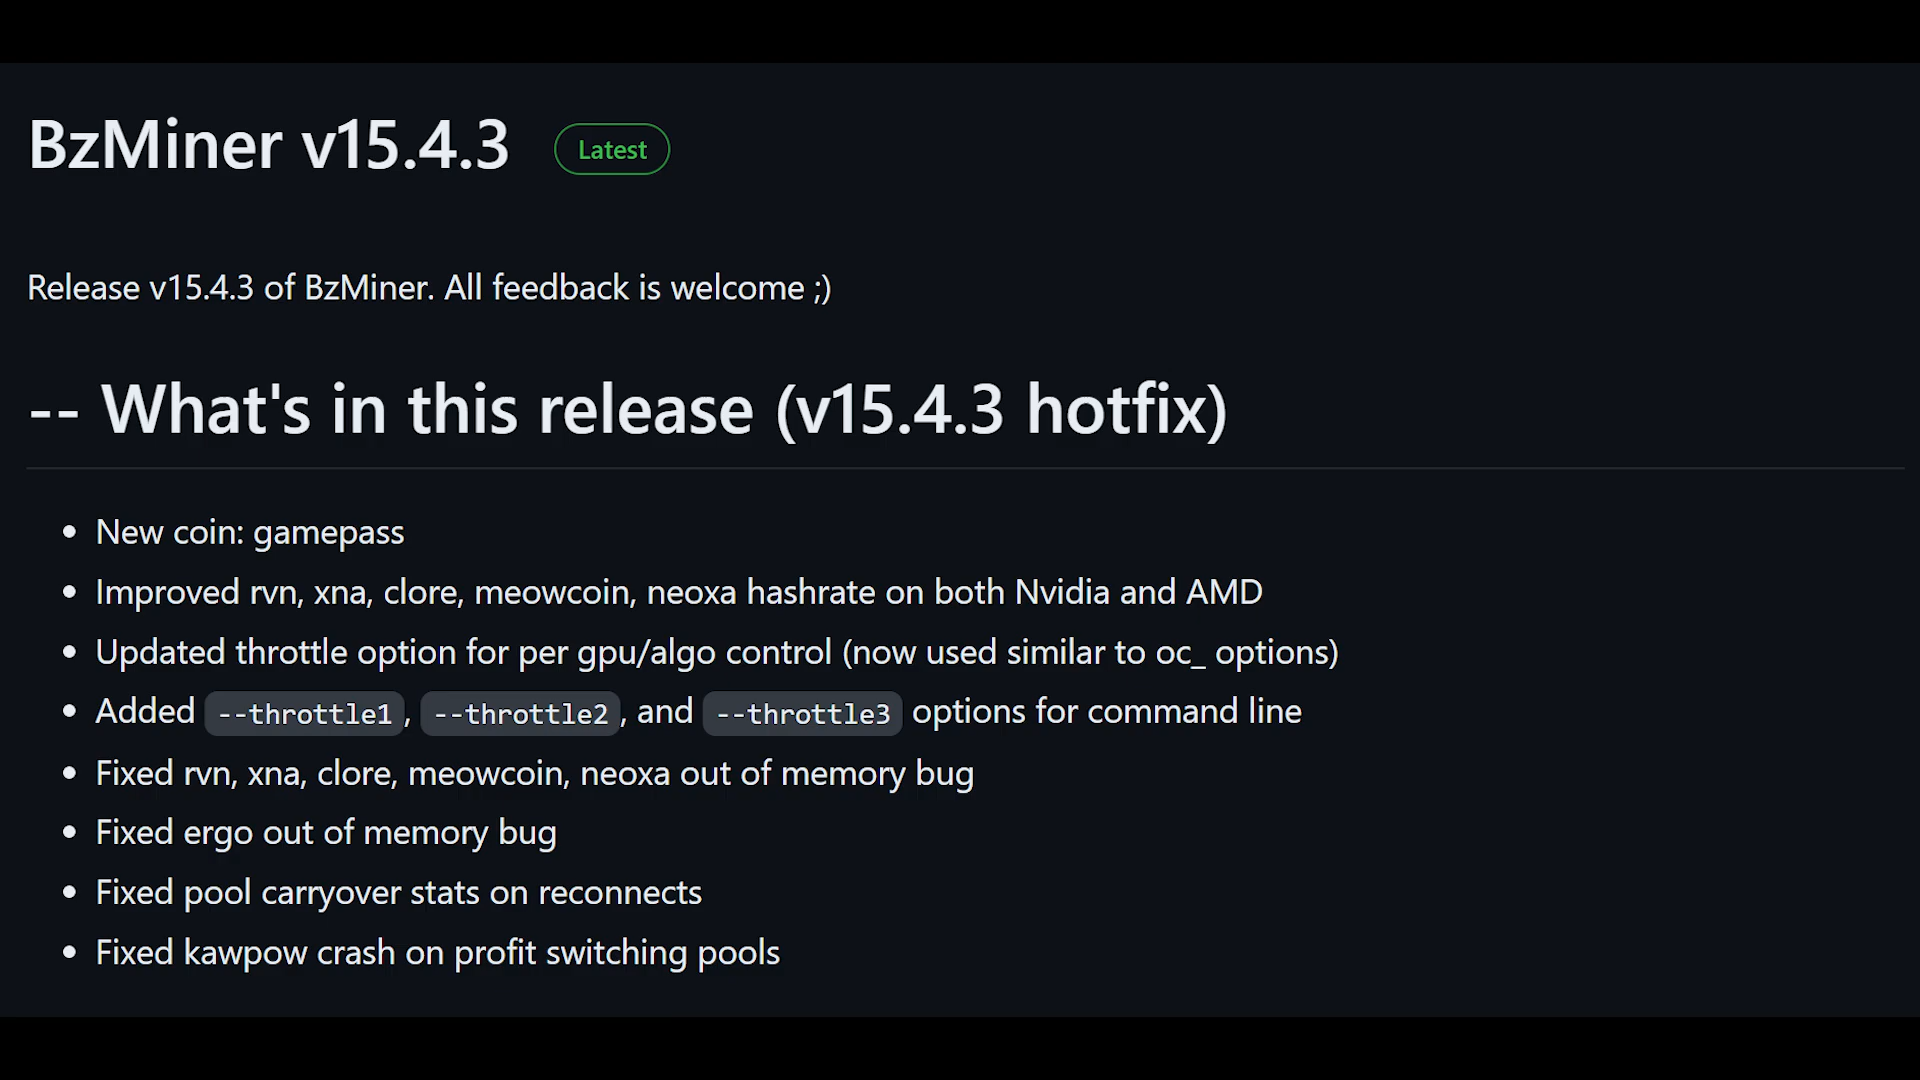 BzMiner v15.4.3 Latest
Release v15.4.3 of BzMiner. All feedback is welcome ;)
-- What's in this release (v15.4.3 hotfix)
• New coin: gamepass
• Improved rvn, xna, clore, meowcoin, neoxa hashrate on both Nvidia and AMD
• Updated throttle option for per gpu/algo control (now used similar to oc_ options)
• Added --throttle1, --throttle2, and --throttle3 options for command line
• Fixed rvn, xna, clore, meowcoin, neoxa out of memory bug
• Fixed ergo out of memory bug
• Fixed pool carryover stats on reconnects
• Fixed kawpow crash on profit switching pools